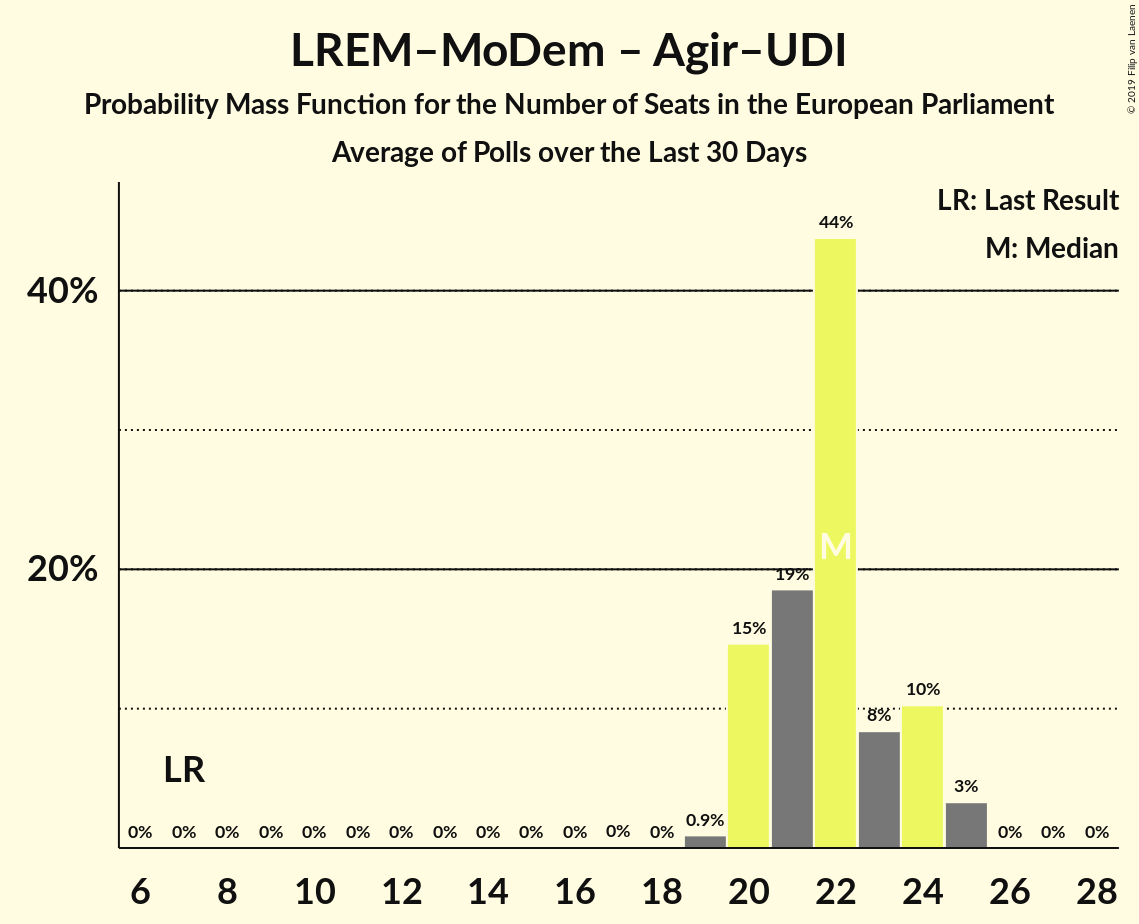 LREM–MoDem – Agir–UDI
Probability Mass Function for the Number of Seats in the European Parliament
Average of Polls over the Last 30 Days
© 2019 Filip van Laenen
LR: Last Result
M: Median
40%
20%
LR
M
0% 0% 0% 0% 0% 0% 0% 0% 0% 0% 0% 0% 0% 0.9% 15% 19% 44% 8% 10% 3% 0% 0% 0%
6 8 10 12 14 16 18 20 22 24 26 28